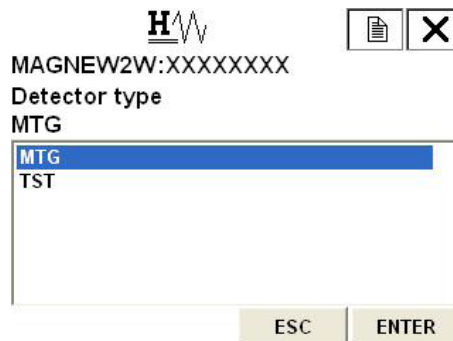 H
MAGNEW2W:XXXXXXXX
Detector type
MTG
MTG
TST
ESC ENTER